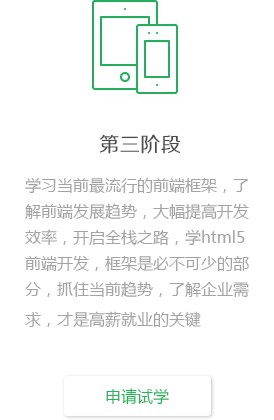 第三阶段
学习当前最流行的前端框架，了
解前端发展趋势，大幅提高开发
效率，开启全栈之路，学html5
前端开发，框架是必不可少的部
分，抓住当前趋势，了解企业需
求，才是高薪就业的关键
申请试学